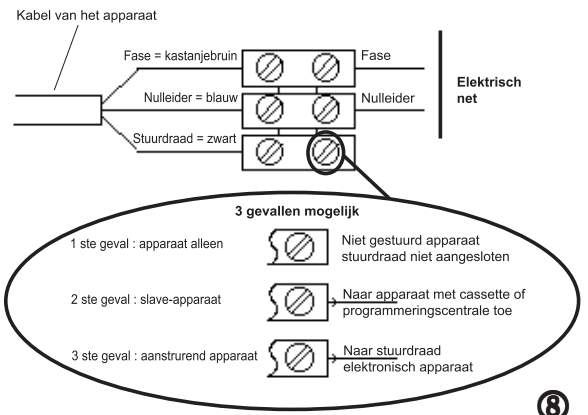 Kabel van het apparaat
Fase = kastanjebruin
Fase
Nulleider = blauw
Nulleider
Elektrisch
net
Stuurdraad = zwart
3 gevallen mogelijk
1 ste geval : apparaat alleen
Niet gestuurd apparaat
stuurdraad niet aangesloten
2 ste geval : slave-apparaat
Naar apparaat met cassette of
programmeringscentrale toe
3 ste geval : aanstrurend apparaat
Naar stuurdraad
elektronisch apparaat
8